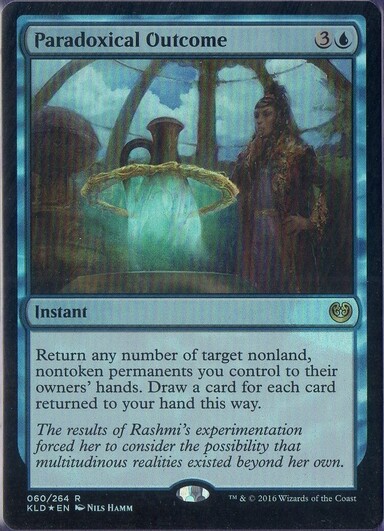 Paradoxical Outcome 3
Instant
Return any number of target nonland,
nontoken permanents you control to their
owners' hands. Draw a card for each card
returned to your hand this way.
The results of Rashmi's experimentation
forced her to consider the possibility that
multitudinous realities existed beyond her own.
060/264 R
KLD★EN Nils Hamm
™ & © 2016 Wizards of the Coast